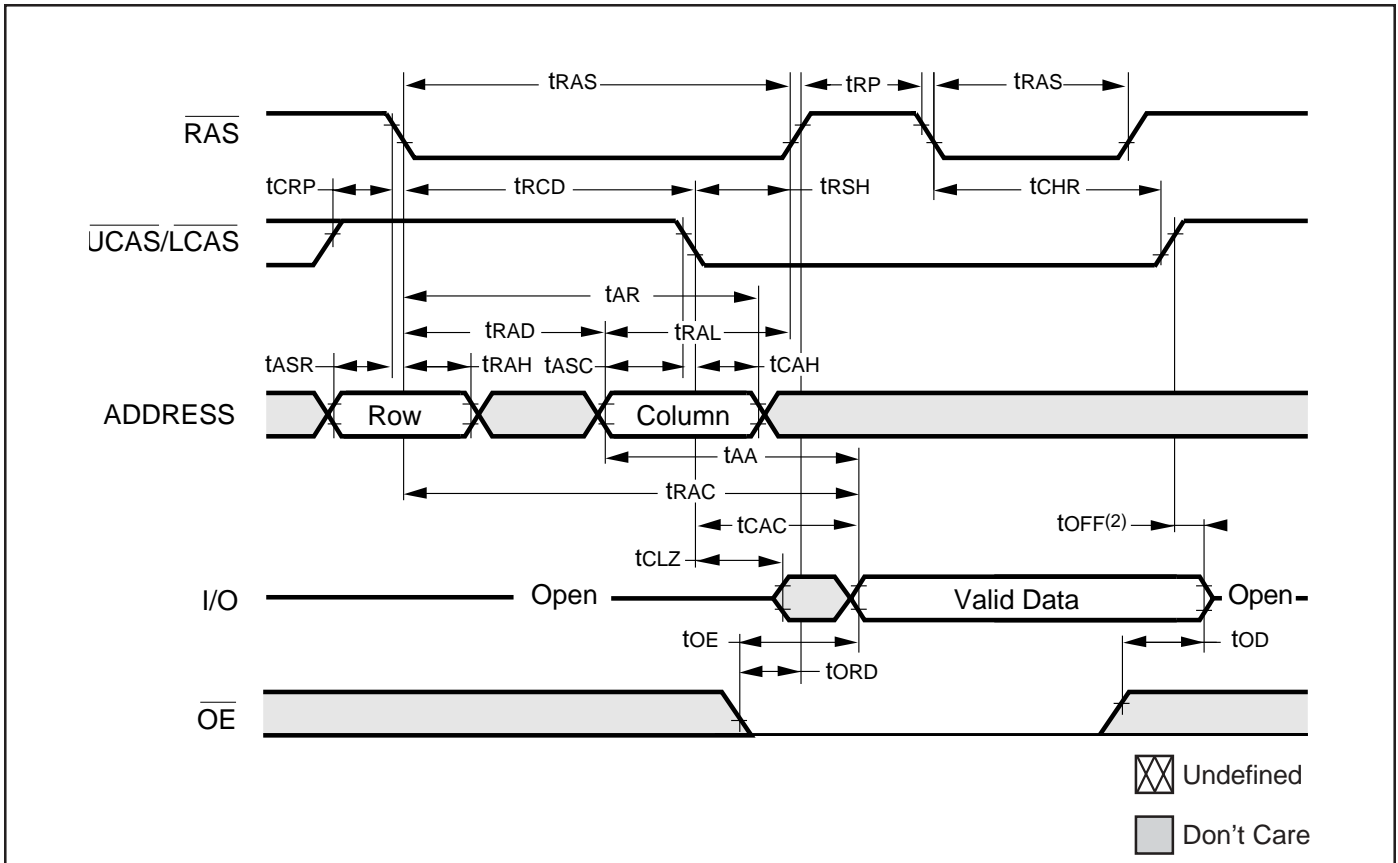 tRAS
tRP
tRAS
RAS
tCRP
tRCD
tRSH
tCHR
UCAS/LCAS
tAR
tRAD
tRAL
tASR
tRAH
tASC
tCAH
ADDRESS
Row
Column
tAA
tRAC
tCAC
tOFF(2)
tCLZ
I/O
Open
Valid Data
Open
tOE
tOD
tORD
OE
Undefined
Don't Care